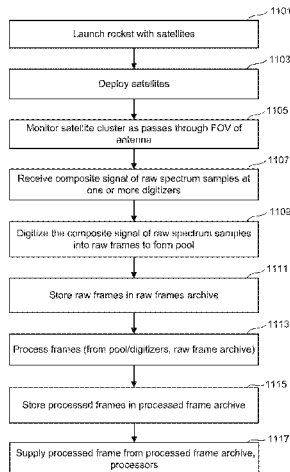 1101
Launch rocket with satellites
1103
Deploy satellites
1105
Monitor satellite cluster as passes through FOV of
antenna
1107
Receive composite signal of raw spectrum samples at
one or more digitizers
1109
Digitize the composite signal of raw spectrum samples
into raw frames to form pool
1111
Store raw frames in raw frames archive
1113
Process frames (from pool/digitizers, raw frame archive)
1115
Store processed frames in processed frame archive
1117
Supply processed frame from processed frame archive,
processors